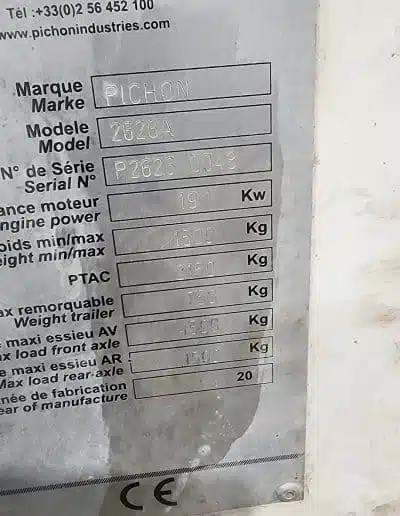 Tél :+33(0)2 56 452 100
www.pichonindustries.com
Marque PICHON
Marke
Modele 2626A
Model
N° de Série P2626
Serial N°
ance moteur Kw
ngine power
oids min/max Kg
eight min/max
PTAC Kg
ax remorquable Kg
Weight trailer
maxi essieu AV Kg
ax load front axle
e maxi essieu AR Kg
Max load rear-axle
née de fabrication 20
ear of manufacture
CE